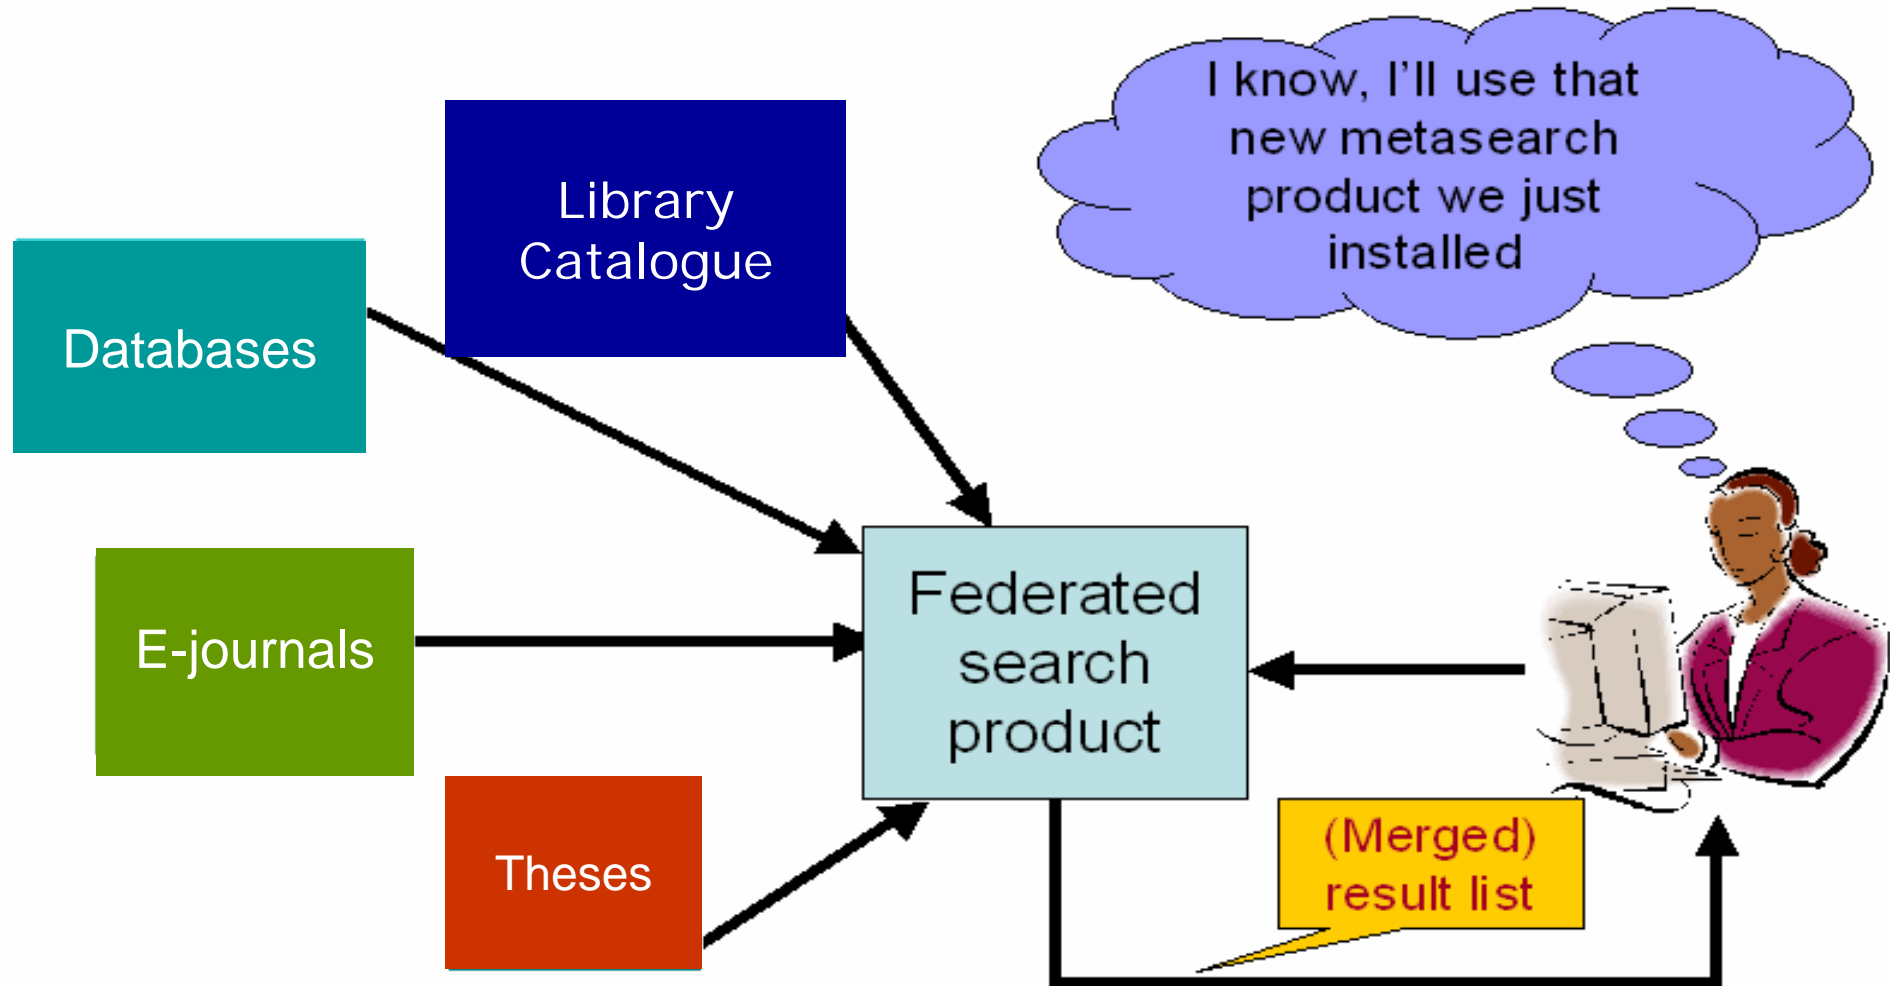 I know, I'll use that
new metasearch
product we just
installed
Library
Catalogue
Databases
E-journals
Federated
search
product
Theses
(Merged)
result list